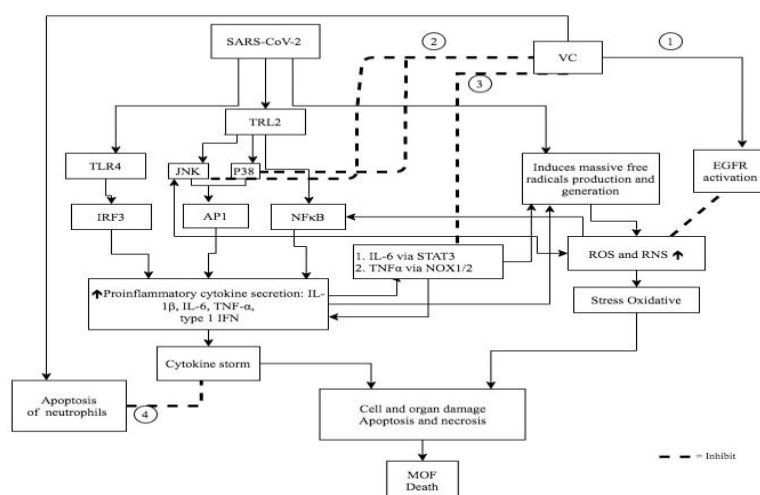 SARS-CoV-2
2
VC
1
3
TRL2
TLR4
JNK
P38
Induces massive free
radicals production and
generation
EGFR
activation
IRF3
AP1
NFκB
1. IL-6 via STAT3
2. TNFα via NOX1/2
ROS and RNS 🠉
🠉Proinflammatory cytokine secretion: IL-
1β, IL-6, TNF-α,
type 1 IFN
Stress Oxidative
Cytokine storm
Apoptosis
of neutrophils
4
Cell and organ damage
Apoptosis and necrosis
= Inhibit
MOF
Death